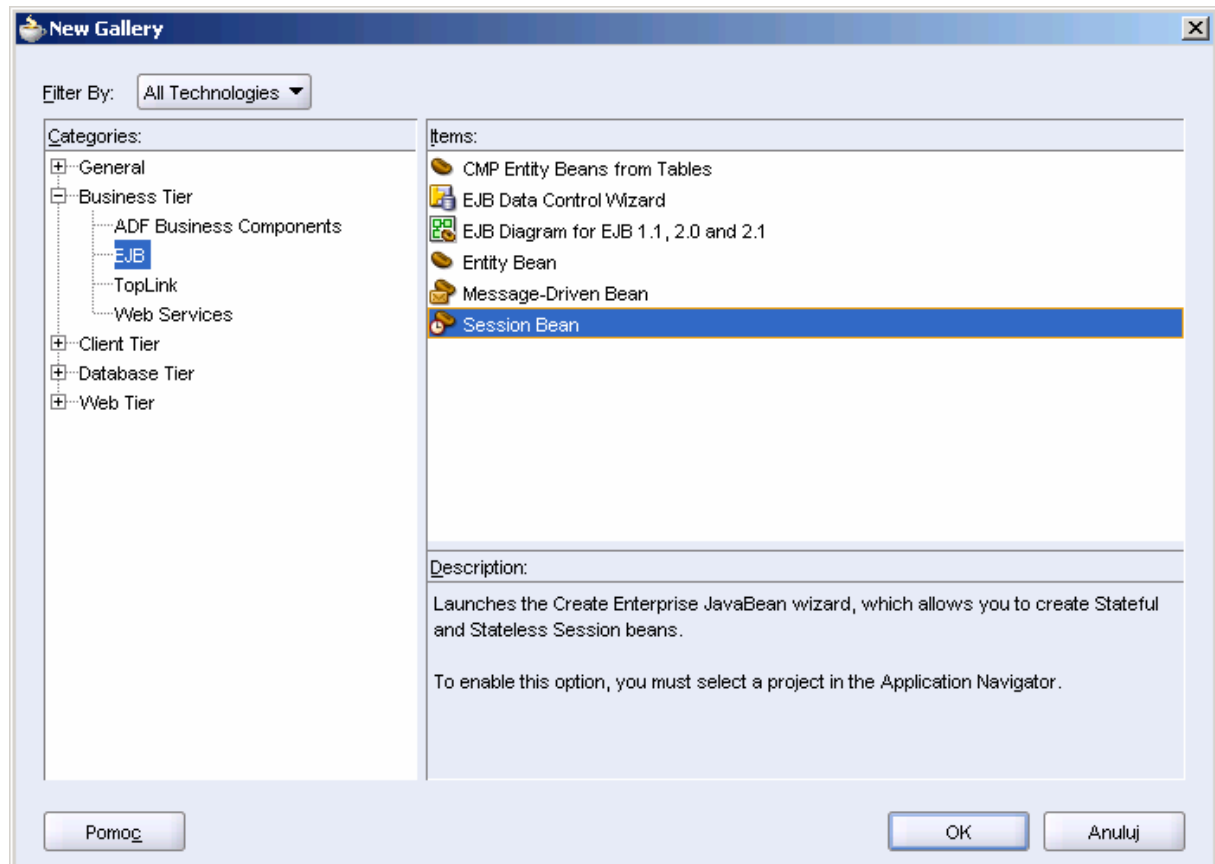 New Gallery
Filter By: All Technologies
Categories:
General
Business Tier
ADF Business Components
EJB
TopLink
Web Services
Client Tier
Database Tier
Web Tier
Items:
CMP Entity Beans from Tables
EJB Data Control Wizard
EJB Diagram for EJB 1.1, 2.0 and 2.1
Entity Bean
Message-Driven Bean
Session Bean
Description:
Launches the Create Enterprise JavaBean wizard, which allows you to create Stateful
and Stateless Session beans.
To enable this option, you must select a project in the Application Navigator.
Pomoc OK Anuluj